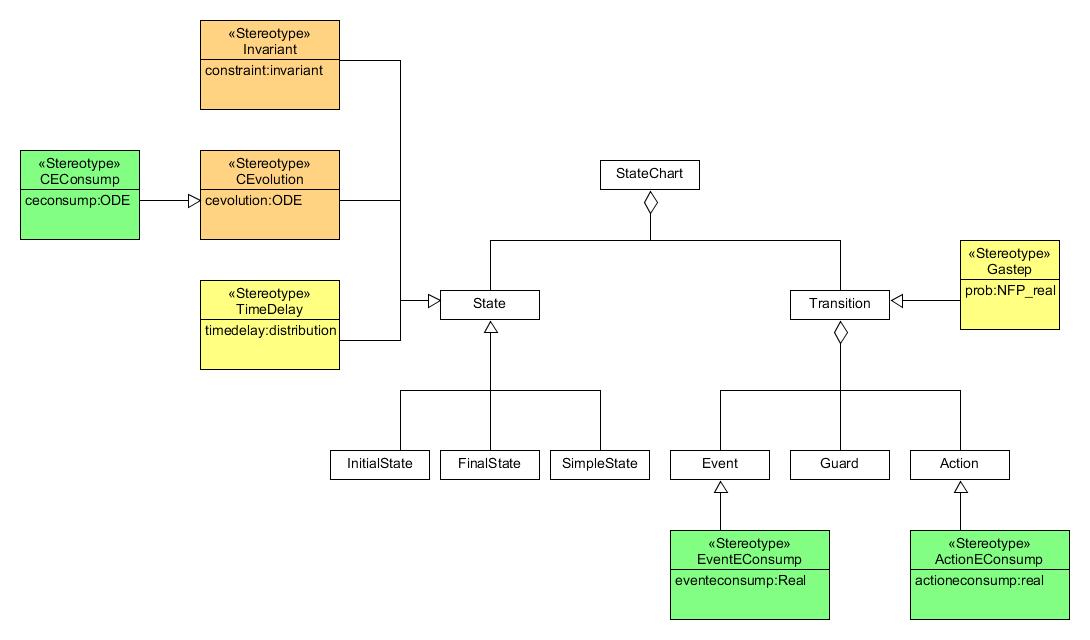 «Stereotype»
Invariant
constraint:invariant
«Stereotype»
CEConsump
ceconsump:ODE
«Stereotype»
CEvolution
cevolution:ODE
StateChart
«Stereotype»
Gastep
prob:NFP_real
«Stereotype»
TimeDelay
timedelay:distribution
State
Transition
InitialState
FinalState
SimpleState
Event
Guard
Action
«Stereotype»
EventEConsump
eventeconsump:Real
«Stereotype»
ActionEConsump
actioneconsump:real